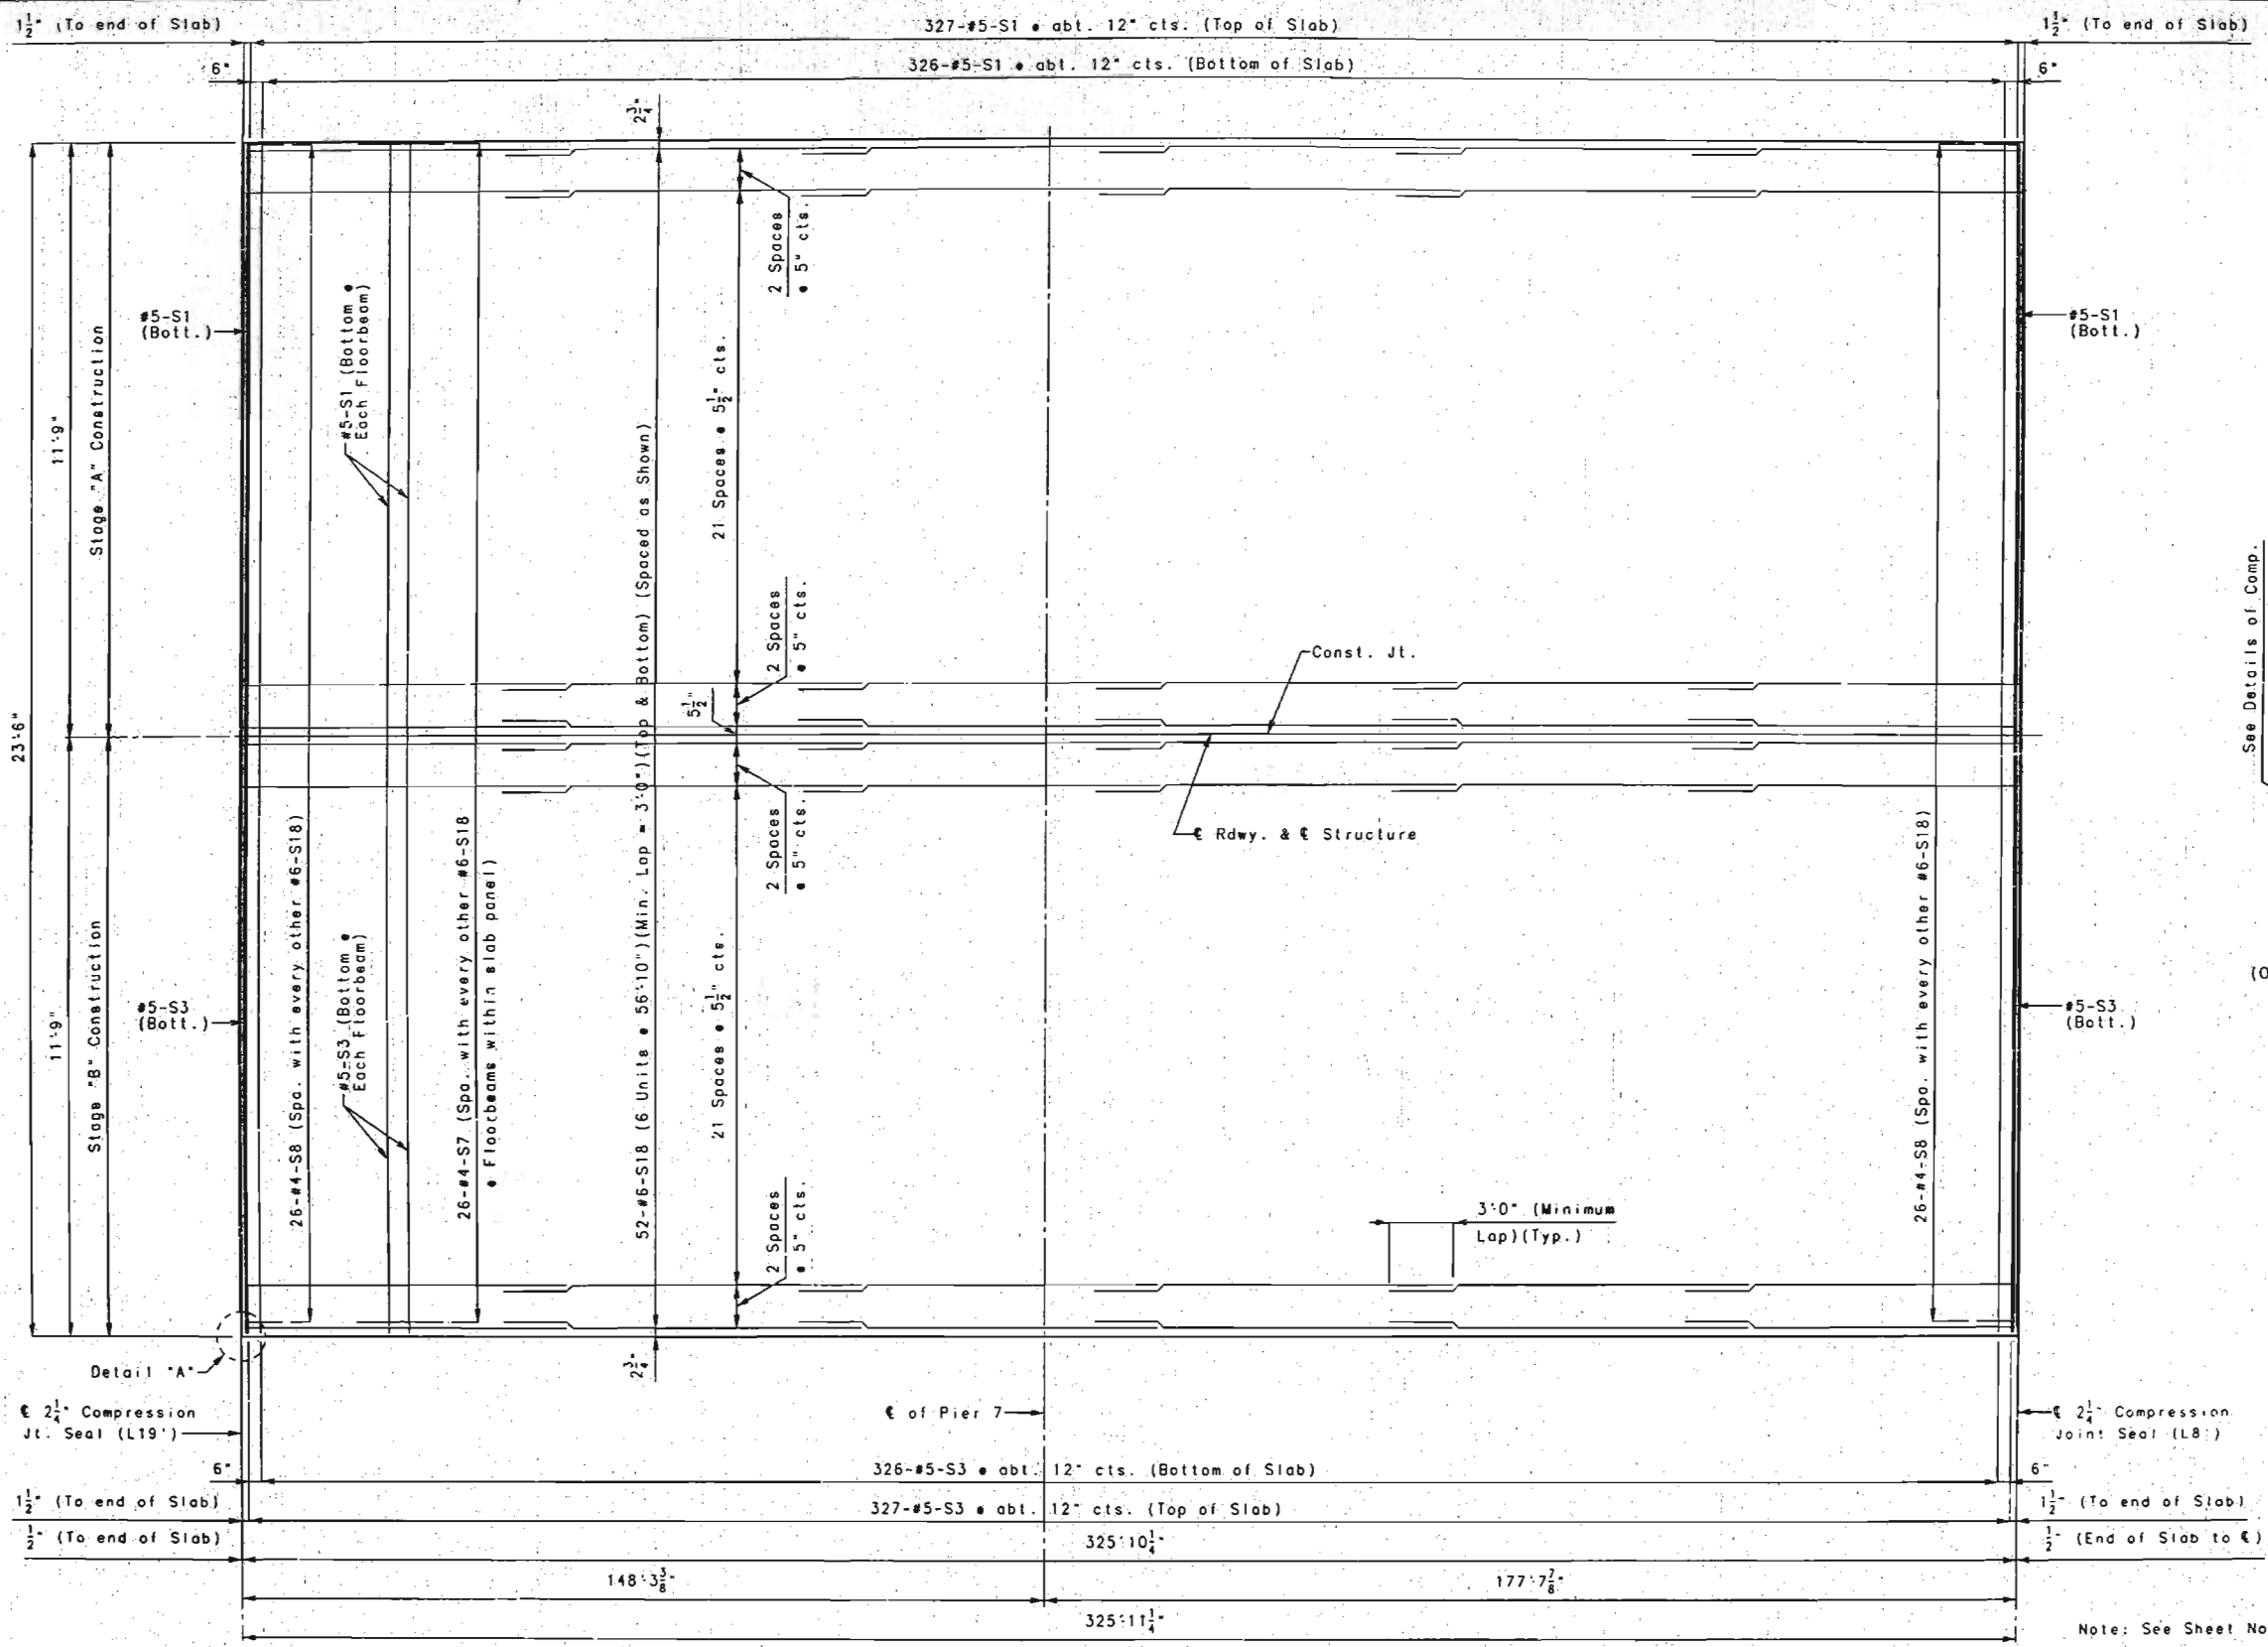 1½" (To end of Slab)
327-#5-S1 • abt. 12" cts. (Top of Slab)
1½" (To end of Slab)
6"
326-#5-S1 • abt. 12" cts. (Bottom of Slab)
6"
2¾"
2 Spaces
• 5" cts.
#5-S1
(Bott.)
#5-S1 (Bottom •
Each Floorbeam)
#5-S1
(Bott.)
11'-9"
Stage "A" Construction
21 Spaces • 5½" cts.
23'6"
2 Spaces
• 5" cts.
5½"
Const. Jt.
See Details of Comp.
52-#6-S18 (6 Units • 56'10") (Min. Lap = 3'0") (Top & Bottom) (Spaced as Shown)
2 Spaces
• 5" cts.
℄ Rdwy. & ℄ Structure
11'-9"
Stage "B" Construction
#5-S3
(Bott.)
26-#4-S8 (Spa. with every other #6-S18)
#5-S3 (Bottom •
Each Floorbeam)
26-#4-S7 (Spa. with every other #6-S18
• Floorbeams within slab panel)
21 Spaces • 5½" cts.
26-#4-S8 (Spa. with every other #6-S18)
#5-S3
(Bott.)
2 Spaces
• 5" cts.
3'0" (Minimum
Lap)(Typ.)
2¾"
Detail "A"
℄ 2¼" Compression
Jt. Seal (L19')
℄ of Pier 7
℄ 2¼" Compression
Joint Seal (L8')
6"
326-#5-S3 • abt. 12" cts. (Bottom of Slab)
6"
1½" (To end of Slab)
327-#5-S3 • abt. 12" cts. (Top of Slab)
1½" (To end of Slab)
½" (To end of Slab)
325'10¼"
½" (End of Slab to ℄)
148'3⅜"
177'7⅞"
325'11¼"
Note: See Sheet